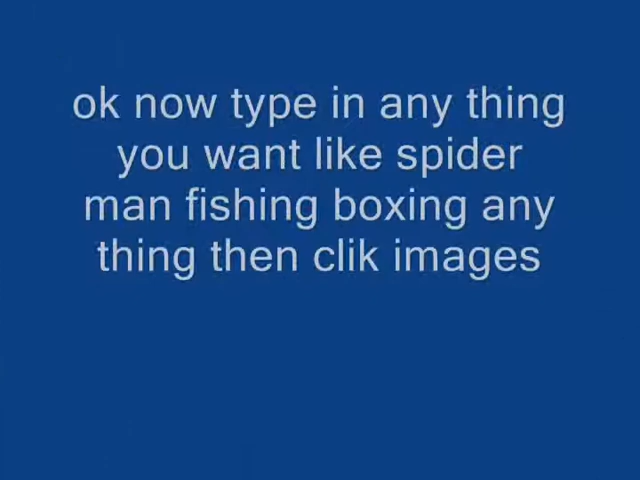 ok now type in any thing
you want like spider
man fishing boxing any
thing then clik images